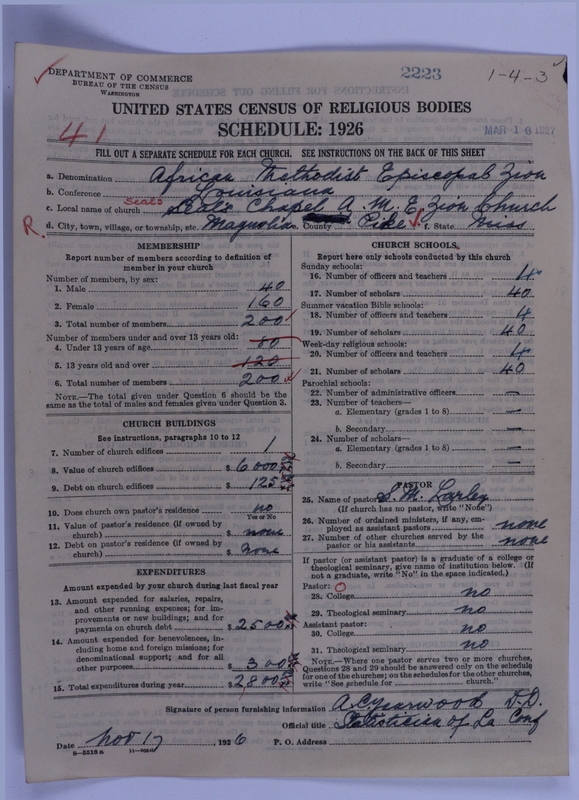 2223
1-4-3
DEPARTMENT OF COMMERCE
BUREAU OF THE CENSUS
WASHINGTON
UNITED STATES CENSUS OF RELIGIOUS BODIES
SCHEDULE: 1926
41
MAR 16 1927
FILL OUT A SEPARATE SCHEDULE FOR EACH CHURCH. SEE INSTRUCTIONS ON THE BACK OF THIS SHEET
a. Denomination African Methodist Episcopal Zion
b. Conference Louisiana
Seals
c. Local name of church Seals Chapel A. M. E. Zion Church
R. d. City, town, village, or township, etc. Magnolia e. County Pike f. State Miss
MEMBERSHIP
Report number of members according to definition of member in your church
Number of members, by sex:
1. Male 40
2. Female 160
3. Total number of members 200
Number of members under and over 13 years old:
4. Under 13 years of age 80
5. 13 years old and over 120
6. Total number of members 200
NOTE.—The total given under Question 6 should be the same as the total of males and females given under Question 3.
CHURCH BUILDINGS
See instructions, paragraphs 10 to 12
7. Number of church edifices 1
8. Value of church edifices $ 6000
9. Debt on church edifices $ 125
10. Does church own pastor's residence no
Yes or No
11. Value of pastor's residence (if owned by church) $ none
12. Debt on pastor's residence (if owned by church) $ None
EXPENDITURES
Amount expended by your church during last fiscal year
13. Amount expended for salaries, repairs, and other running expenses; for improvements or new buildings; and for payments on church debt $ 2500
14. Amount expended for benevolences, including home and foreign missions; for denominational support; and for all other purposes $ 300
15. Total expenditures during year $ 2800
CHURCH SCHOOLS
Report here only schools conducted by this church
Sunday schools:
16. Number of officers and teachers 4
17. Number of scholars 40
Summer vacation Bible schools:
18. Number of officers and teachers 4
19. Number of scholars 40
Week-day religious schools:
20. Number of officers and teachers 4
21. Number of scholars 40
Parochial schools:
22. Number of administrative officers —
23. Number of teachers—
a. Elementary (grades 1 to 8) —
b. Secondary —
24. Number of scholars—
a. Elementary (grades 1 to 8) —
b. Secondary —
PASTOR
25. Name of pastor S. M. Larley
(If church has no pastor, write "None")
26. Number of ordained ministers, if any, employed as assistant pastors none
27. Number of other churches served by the pastor or his assistants none
If pastor (or assistant pastor) is a graduate of a college or theological seminary, give name of institution below. (If not a graduate, write "No" in the space indicated.)
Pastor: O
28. College no
29. Theological seminary no
Assistant pastor:
30. College no
31. Theological seminary no
NOTE.—Where one pastor serves two or more churches, Questions 28 and 29 should be answered only on the schedule for one of the churches; on the schedules for the other churches, write "See schedule for church."
Signature of person furnishing information A. C. Yearwood D. D.
Official title Statistician of La Conf
Date Nov 17, 1926 P. O. Address
8-5518 a